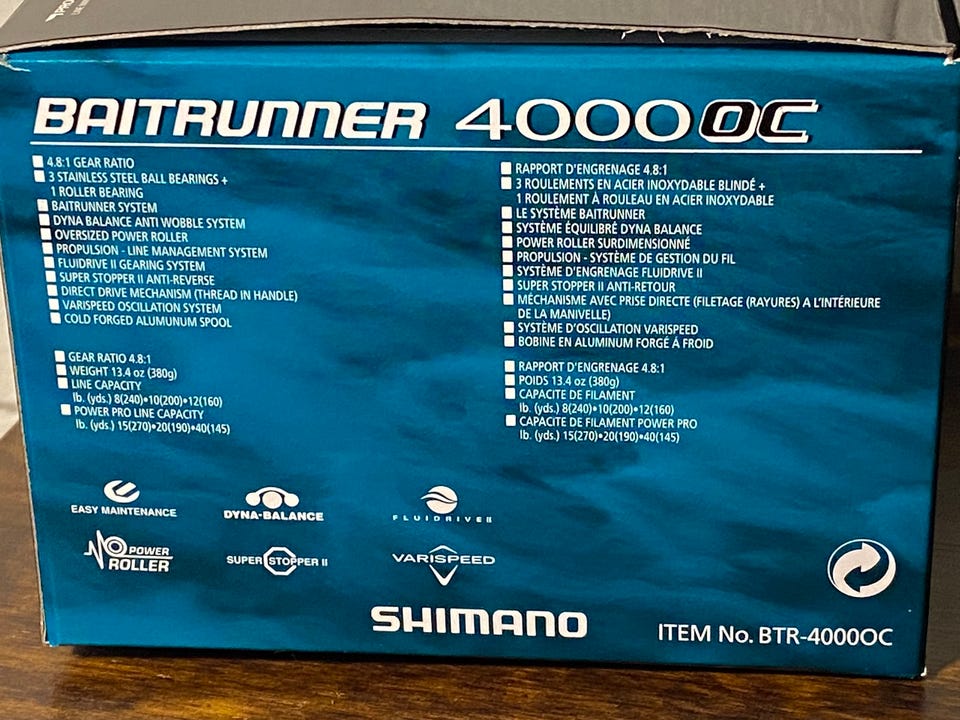 BAITRUNNER 4000 OC
4.8:1 GEAR RATIO
3 STAINLESS STEEL BALL BEARINGS +
1 ROLLER BEARING
BAITRUNNER SYSTEM
DYNA BALANCE ANTI WOBBLE SYSTEM
OVERSIZED POWER ROLLER
PROPULSION - LINE MANAGEMENT SYSTEM
FLUIDRIVE II GEARING SYSTEM
SUPER STOPPER II ANTI-REVERSE
DIRECT DRIVE MECHANISM (THREAD IN HANDLE)
VARISPEED OSCILLATION SYSTEM
COLD FORGED ALUMUNUM SPOOL
GEAR RATIO 4.8:1
WEIGHT 13.4 oz (380g)
LINE CAPACITY
lb. (yds.) 8(240)•10(200)•12(160)
POWER PRO LINE CAPACITY
lb. (yds.) 15(270)•20(190)•40(145)
RAPPORT D'ENGRENAGE 4.8:1
3 ROULEMENTS EN ACIER INOXYDABLE BLINDÉ +
1 ROULEMENT À ROULEAU EN ACIER INOXYDABLE
LE SYSTÈME BAITRUNNER
SYSTÈME ÉQUILIBRÉ DYNA BALANCE
POWER ROLLER SURDIMENSIONNÉ
PROPULSION - SYSTÈME DE GESTION DU FIL
SYSTÈME D'ENGRENAGE FLUIDRIVE II
SUPER STOPPER II ANTI-RETOUR
MÉCHANISME AVEC PRISE DIRECTE (FILETAGE (RAYURES) A L'INTÉRIEURE
DE LA MANIVELLE)
SYSTÈME D'OSCILLATION VARISPEED
BOBINE EN ALUMINUM FORGÉ Á FROID
RAPPORT D'ENGRENAGE 4.8:1
POIDS 13.4 oz (380g)
CAPACITE DE FILAMENT
lb. (yds.) 8(240)•10(200)•12(160)
CAPACITE DE FILAMENT POWER PRO
lb. (yds.) 15(270)•20(190)•40(145)
EASY MAINTENANCE
DYNA-BALANCE
FLUIDRIVE II
POWER ROLLER
SUPER STOPPER II
VARISPEED
SHIMANO
ITEM No. BTR-4000OC